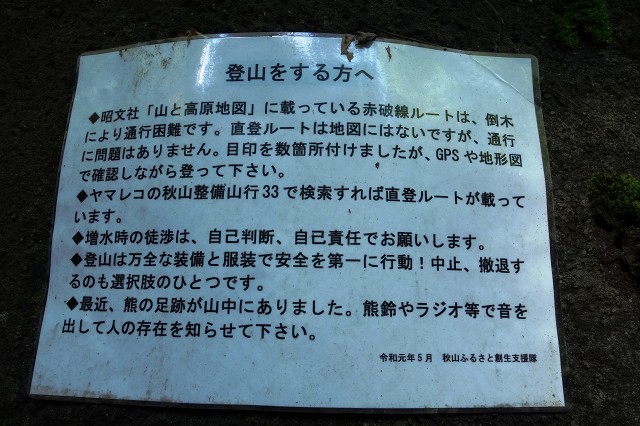 登山をする方へ
◆昭文社「山と高原地図」に載っている赤破線ルートは、倒木
により通行困難です。直登ルートは地図にはないですが、通行
に問題はありません。目印を数箇所付けましたが、GPSや地形図
で確認しながら登って下さい。
◆ヤマレコの秋山整備山行33で検索すれば直登ルートが載って
います。
◆増水時の徒渉は、自己判断、自已責任でお願いします。
◆登山は万全な装備と服装で安全を第一に行動！中止、撤退す
るのも選択肢のひとつです。
◆最近、熊の足跡が山中にありました。熊鈴やラジオ等で音を
出して人の存在を知らせて下さい。
令和元年5月　秋山ふるさと創生支援隊